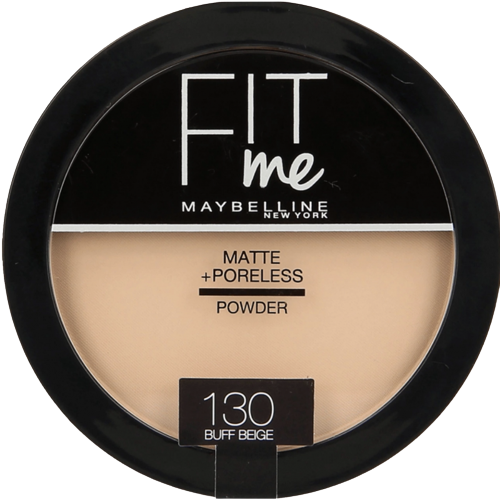 FIT
me
MAYBELLINE
NEW YORK
MATTE
+PORELESS
POWDER
130
BUFF BEIGE